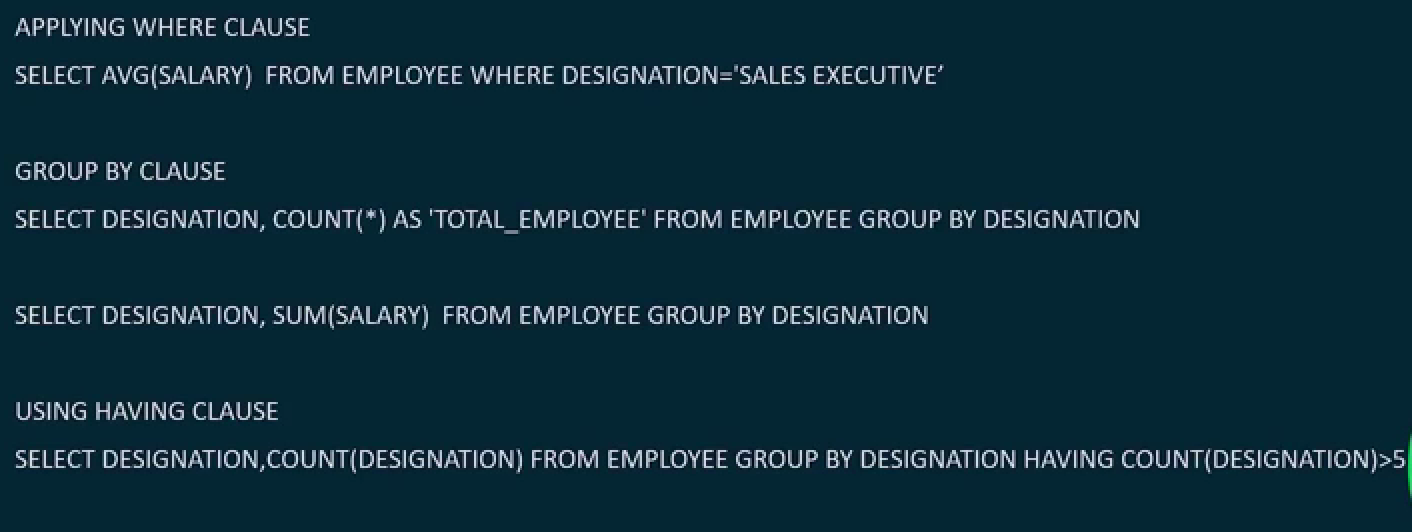 APPLYING WHERE CLAUSE
SELECT AVG(SALARY)  FROM EMPLOYEE WHERE DESIGNATION='SALES EXECUTIVE’
GROUP BY CLAUSE
SELECT DESIGNATION, COUNT(*) AS 'TOTAL_EMPLOYEE' FROM EMPLOYEE GROUP BY DESIGNATION
SELECT DESIGNATION, SUM(SALARY)  FROM EMPLOYEE GROUP BY DESIGNATION
USING HAVING CLAUSE
SELECT DESIGNATION,COUNT(DESIGNATION) FROM EMPLOYEE GROUP BY DESIGNATION HAVING COUNT(DESIGNATION)>5